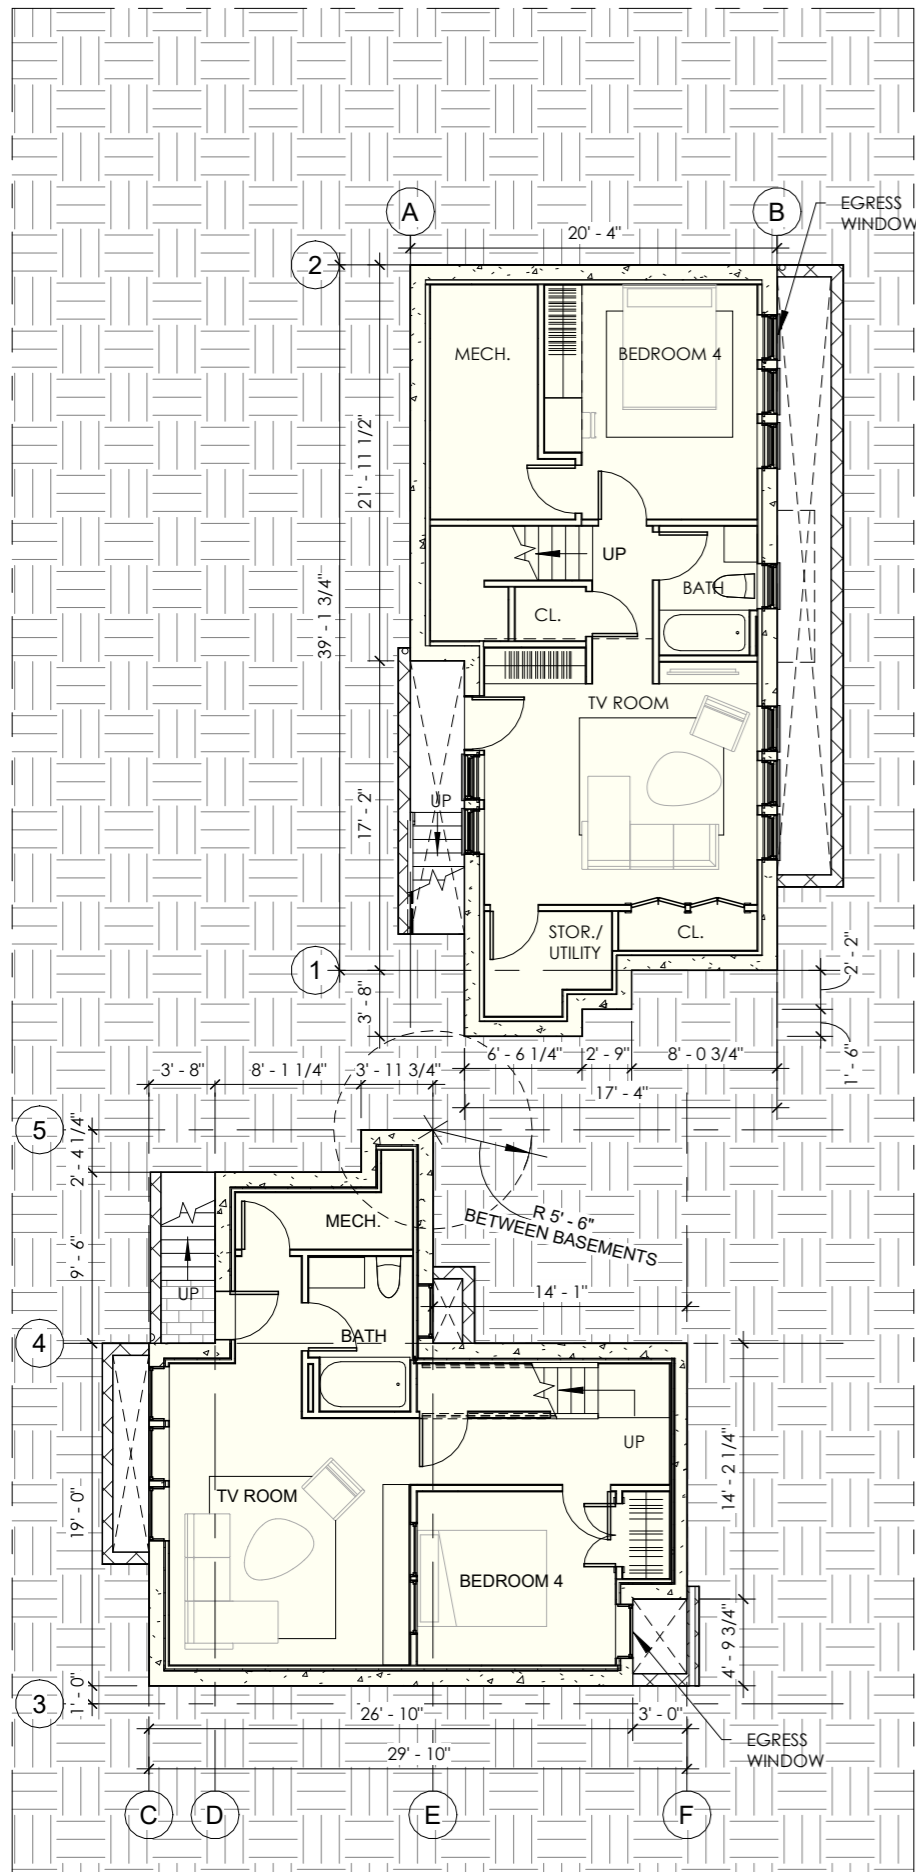 EGRESS
WINDOW
A
B
20' - 4"
2
MECH.
BEDROOM 4
21' - 11 1/2"
39' - 1 3/4"
UP
BATH
CL.
TV ROOM
UP
17' - 2"
STOR./
UTILITY
CL.
1
2' - 2"
3' - 8"
1' - 6"
6' - 6 1/4"
2' - 9"
8' - 0 3/4"
17' - 4"
3' - 8"
8' - 1 1/4"
3' - 11 3/4"
5
2' - 4 1/4"
MECH.
R 5' - 6"
BETWEEN BASEMENTS
9' - 6"
UP
14' - 1"
BATH
4
UP
TV ROOM
14' - 2 1/4"
19' - 0"
BEDROOM 4
X
4' - 9 3/4"
3
1' - 0"
26' - 10"
3' - 0"
EGRESS
WINDOW
29' - 10"
C
D
E
F